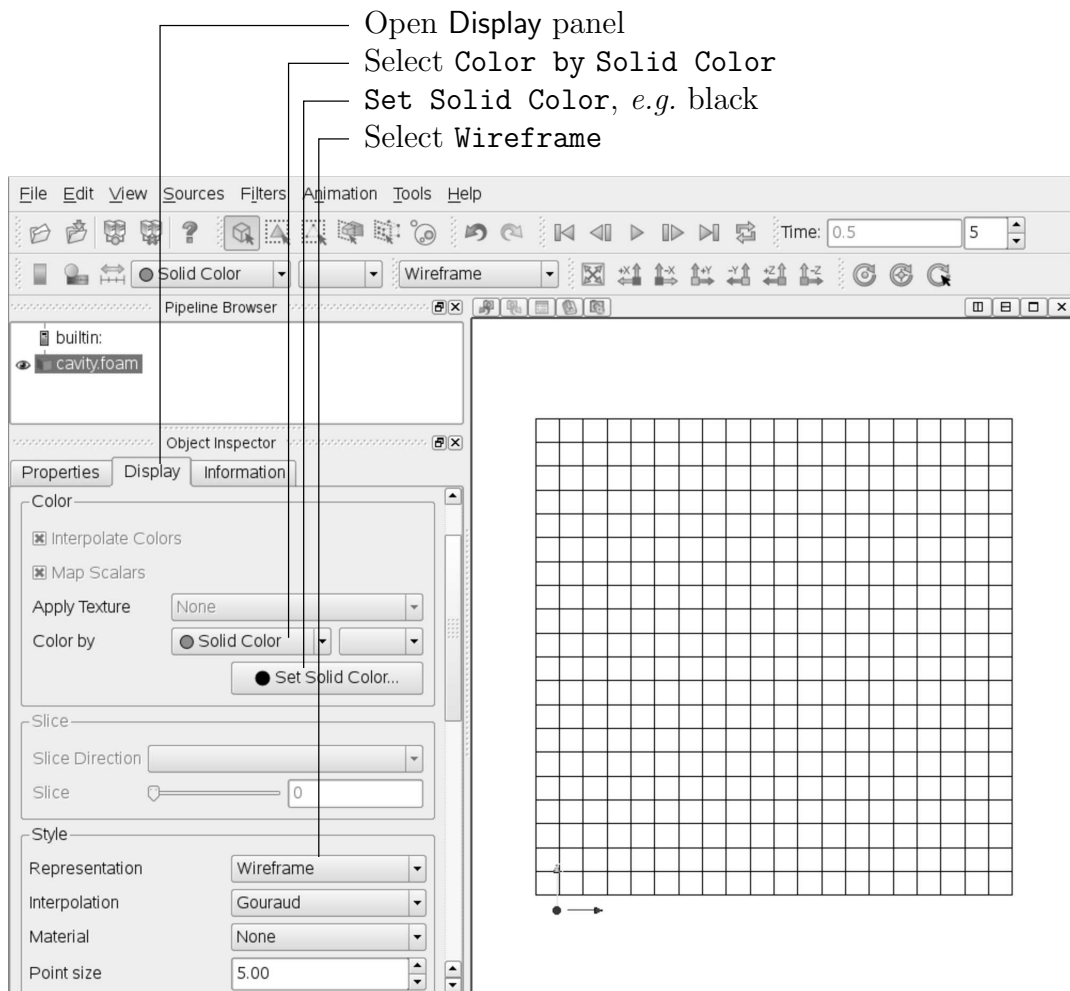 Open Display panel
Select Color by Solid Color
Set Solid Color, e.g. black
Select Wireframe
File Edit View Sources Filters Animation Tools Help
Time: 0.5 5
Solid Color Wireframe
+X -X +Y -Y +Z -Z
Pipeline Browser
builtin:
cavity.foam
Object Inspector
Properties Display Information
Color
Interpolate Colors
Map Scalars
Apply Texture None
Color by Solid Color
Set Solid Color...
Slice
Slice Direction
Slice 0
Style
Representation Wireframe
Interpolation Gouraud
Material None
Point size 5.00